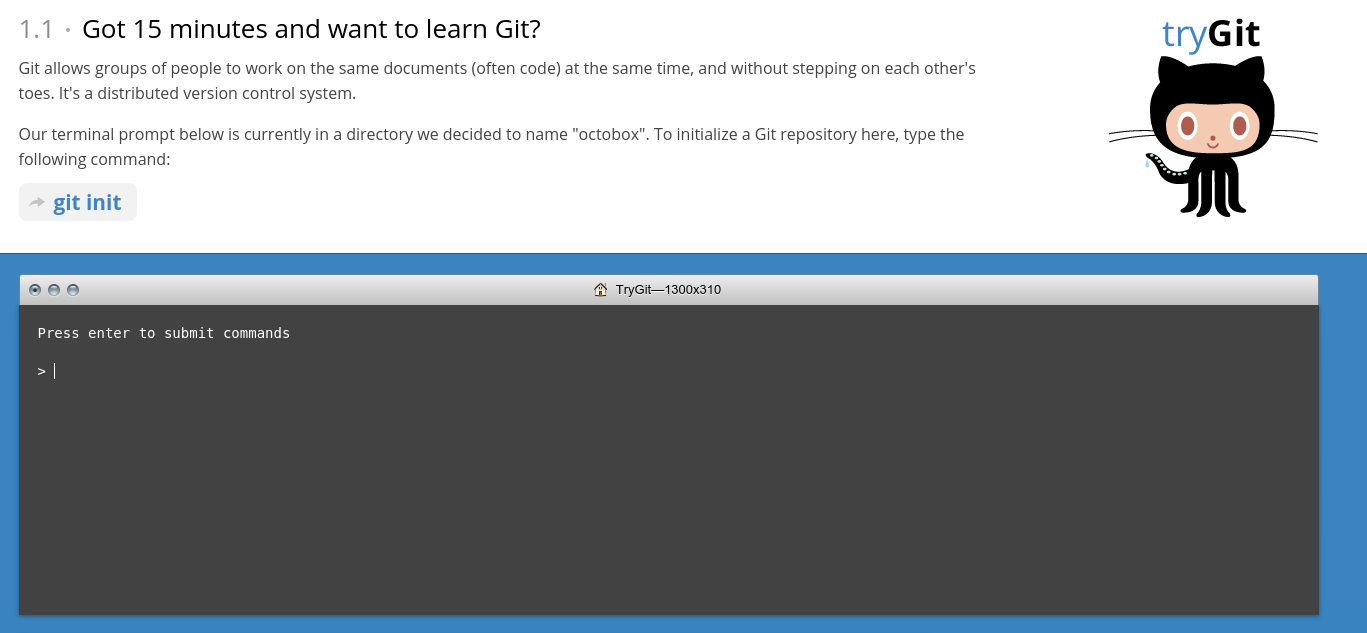 1.1 · Got 15 minutes and want to learn Git?
tryGit
Git allows groups of people to work on the same documents (often code) at the same time, and without stepping on each other's
toes. It's a distributed version control system.
Our terminal prompt below is currently in a directory we decided to name "octobox". To initialize a Git repository here, type the
following command:
git init
TryGit—1300x310
Press enter to submit commands
>